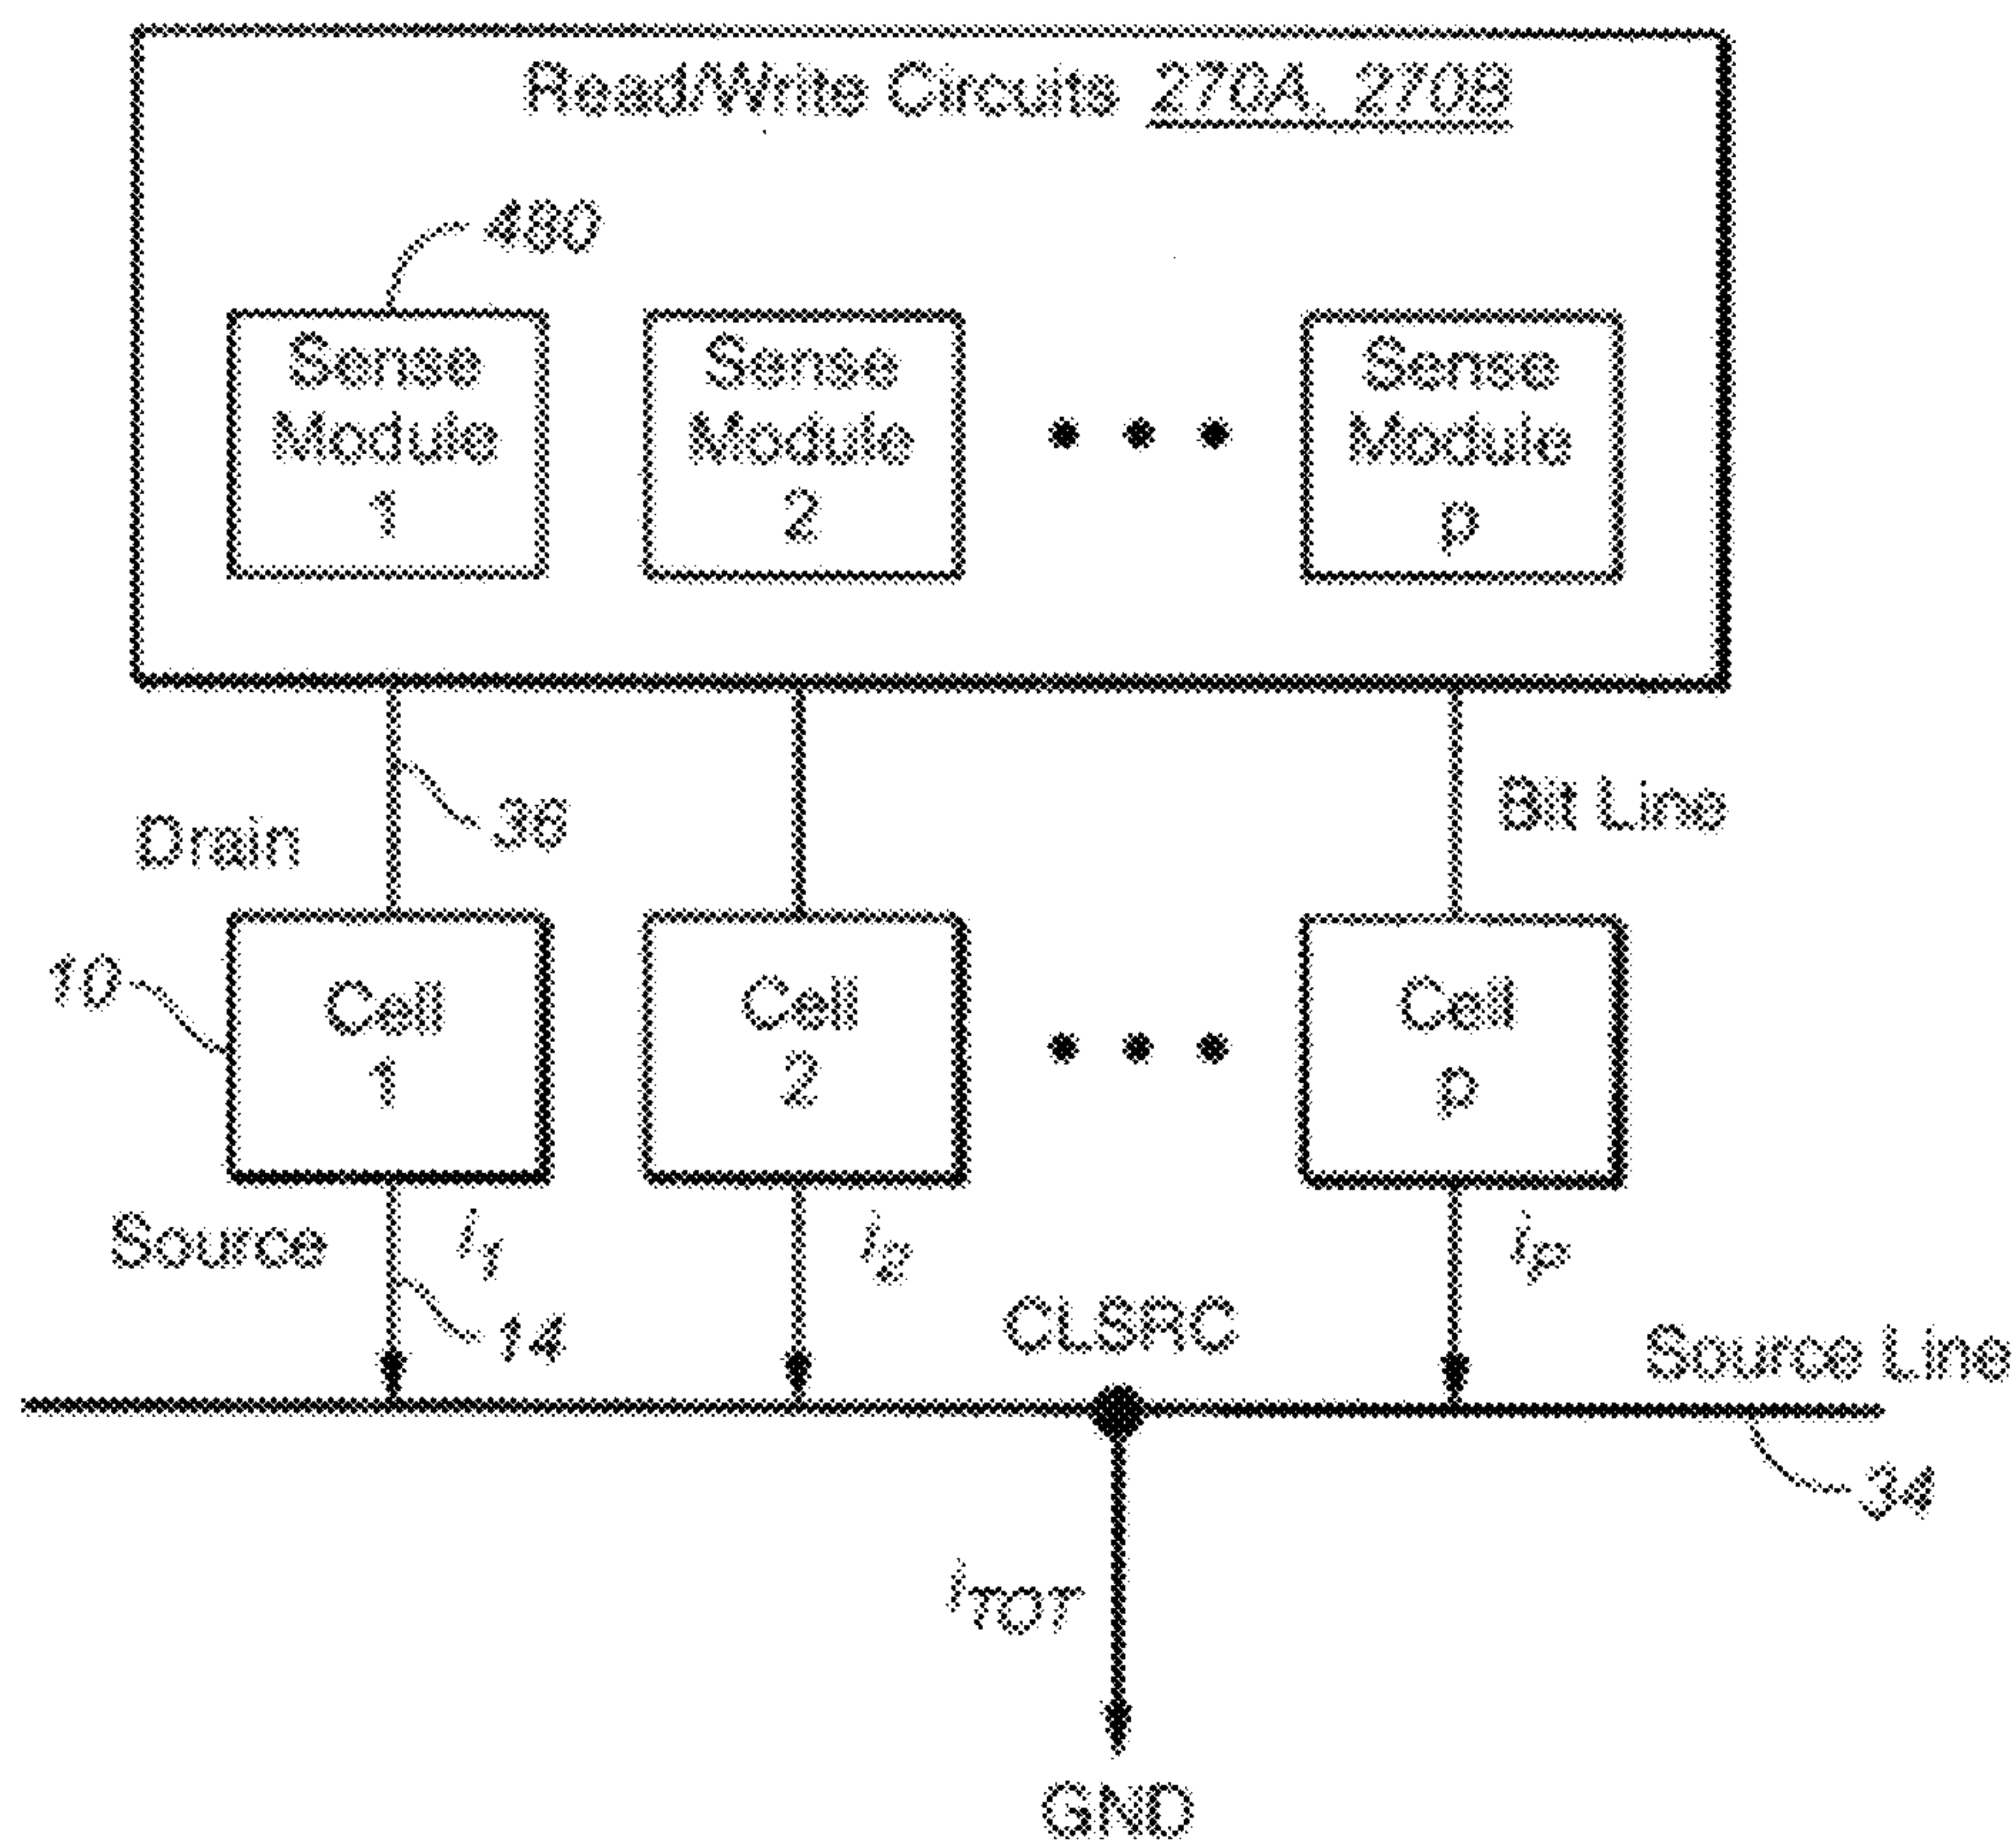 Read/Write Circuits 270A, 270B
480
Sense
Module
1
Sense
Module
2
Sense
Module
p
Drain
36
Bit Line
10
Cell
1
Cell
2
Cell
p
Source
i1
i2
ip
14
CLSRC
Source Line
34
iTOT
GND